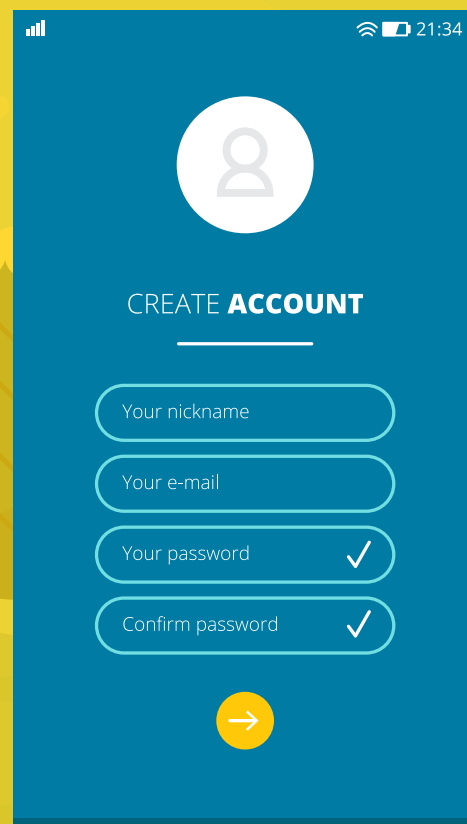 21:34
CREATE ACCOUNT
Your nickname
Your e-mail
Your password
Confirm password